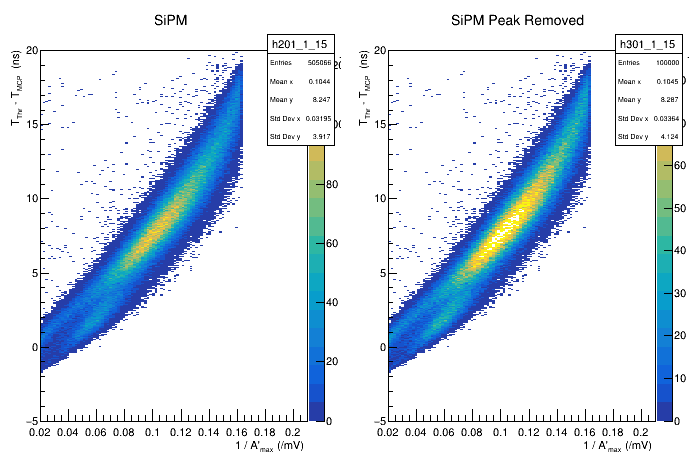 SiPM
SiPM Peak Removed
h201_1_15
Entries 505066
Mean x 0.1044
Mean y 8.247
Std Dev x 0.03195
Std Dev y 3.917
h301_1_15
Entries 100000
Mean x 0.1045
Mean y 8.287
Std Dev x 0.03364
Std Dev y 4.124
T_Thr - T_MCP (ns)
20
15
10
5
0
−5
0.02 0.04 0.06 0.08 0.1 0.12 0.14 0.16 0.18 0.2
1 / A'max (/mV)
80
60
40
20
0
T_Thr - T_MCP (ns)
20
15
10
5
0
−5
0.02 0.04 0.06 0.08 0.1 0.12 0.14 0.16 0.18 0.2
1 / A'max (/mV)
60
50
40
30
20
10
0